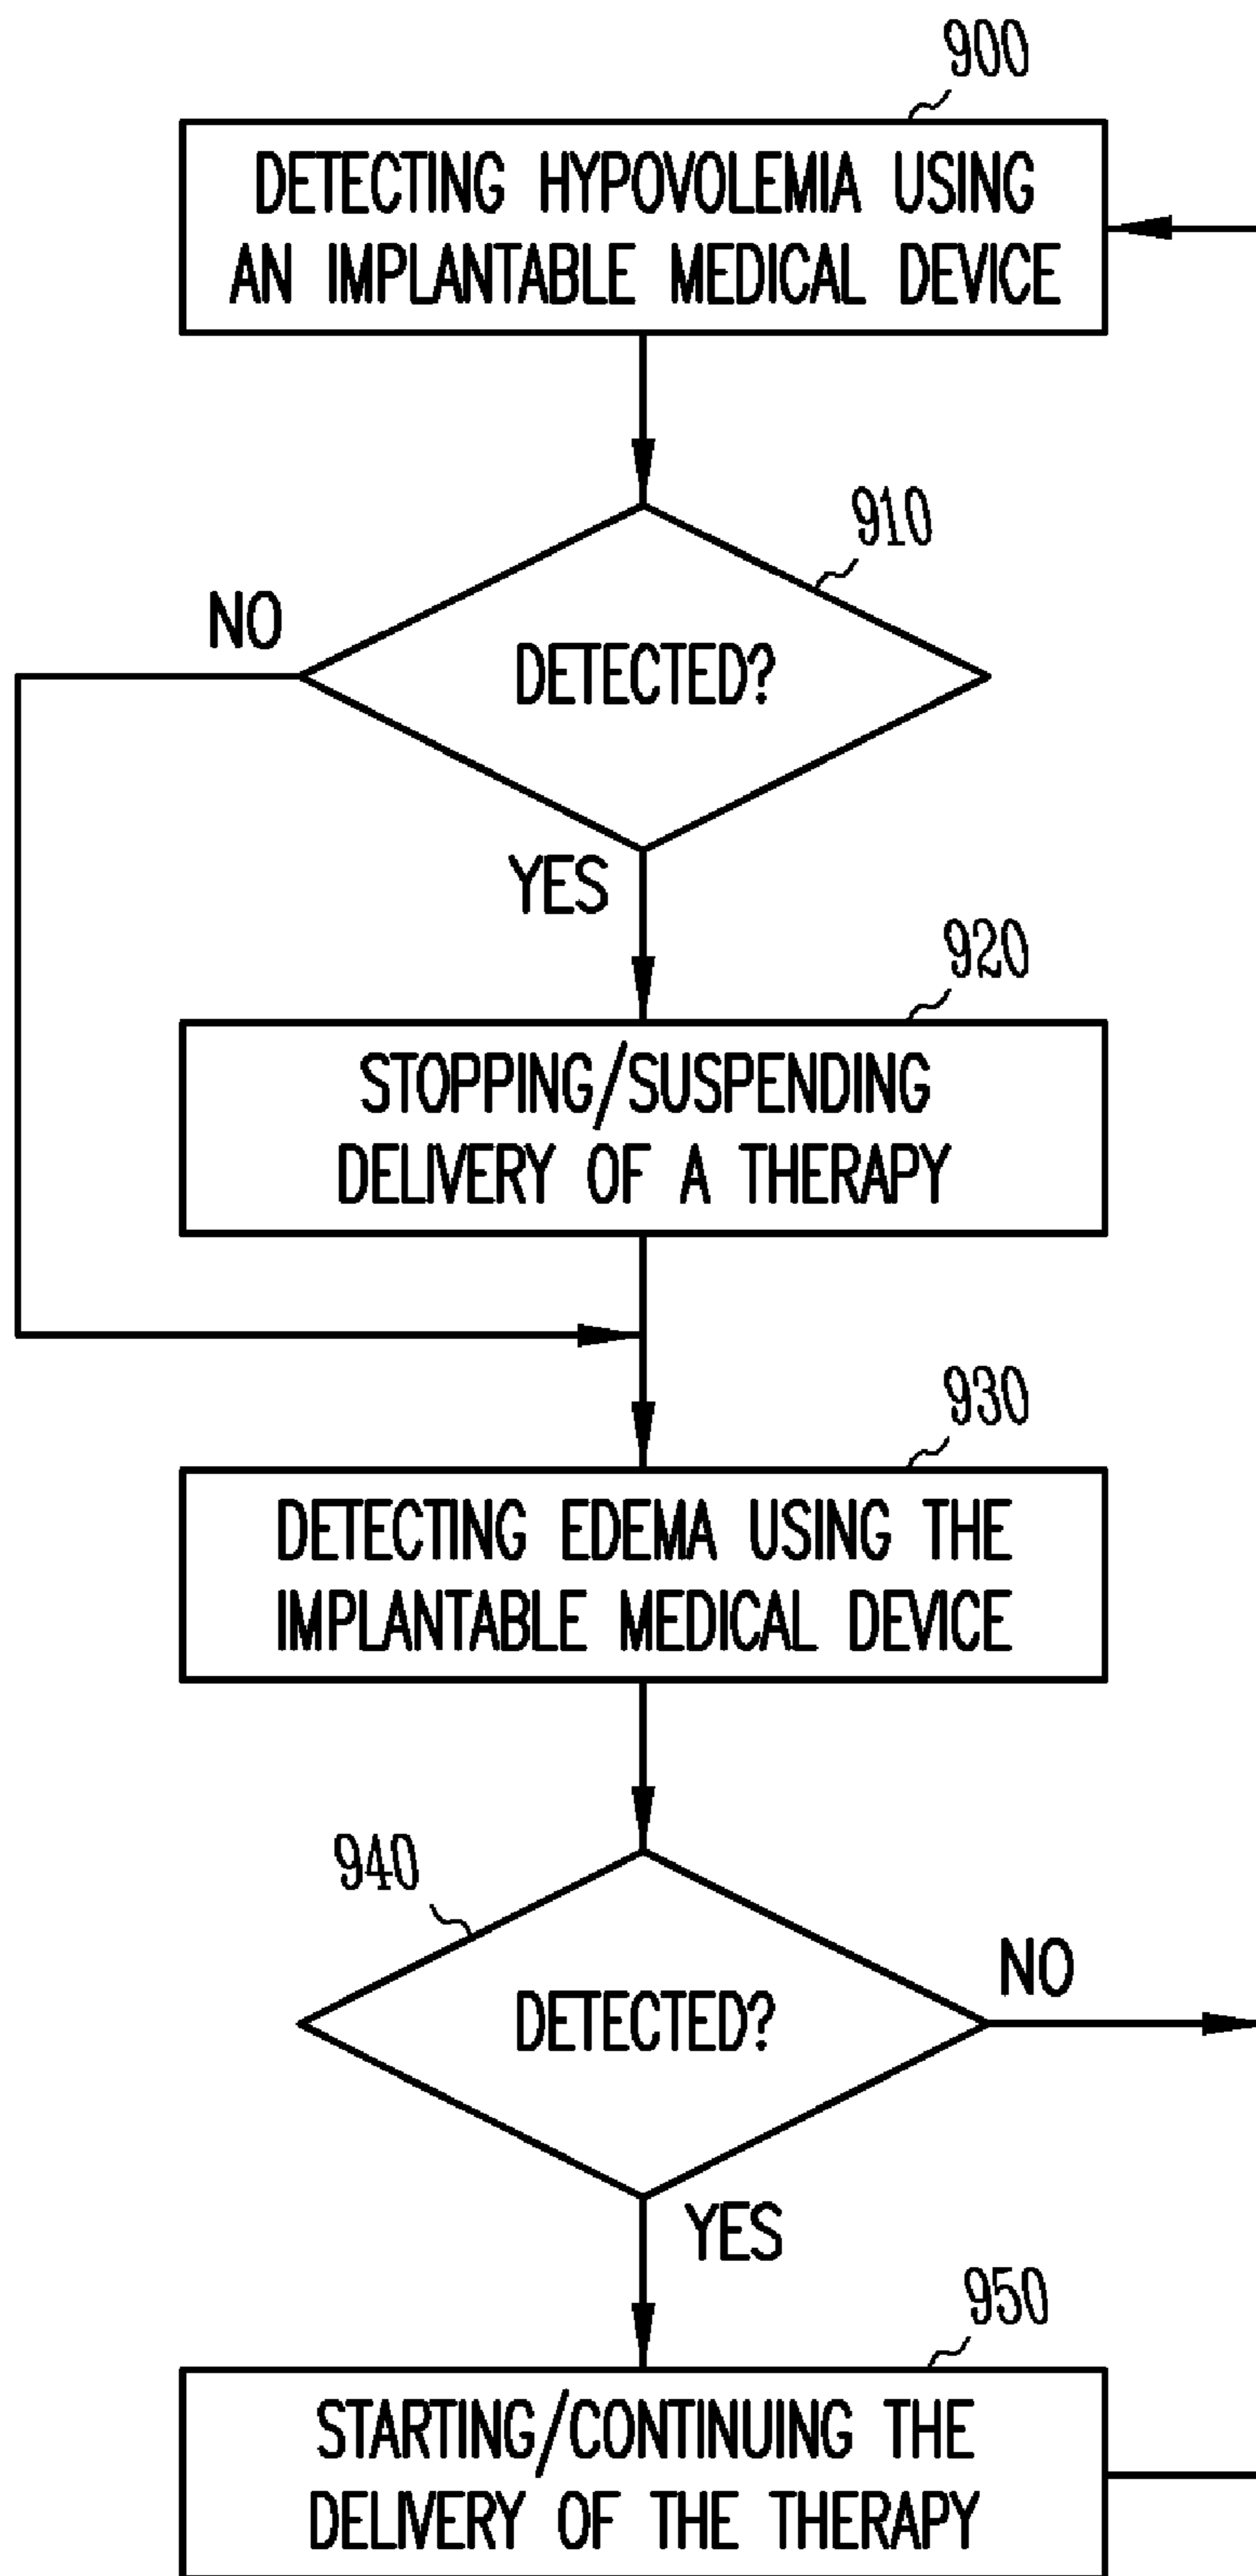 900
DETECTING HYPOVOLEMIA USING
AN IMPLANTABLE MEDICAL DEVICE
910
NO
DETECTED?
YES
920
STOPPING/SUSPENDING
DELIVERY OF A THERAPY
930
DETECTING EDEMA USING THE
IMPLANTABLE MEDICAL DEVICE
940
NO
DETECTED?
YES
950
STARTING/CONTINUING THE
DELIVERY OF THE THERAPY